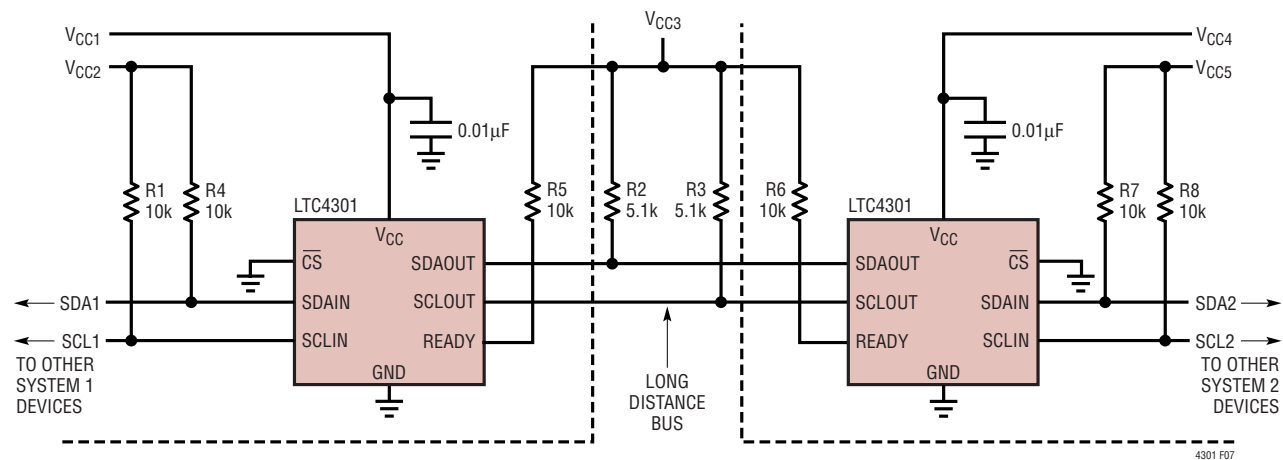 VCC1
VCC2
VCC3
VCC4
VCC5
0.01μF
0.01μF
R1
10k
R4
10k
R5
10k
R2
5.1k
R3
5.1k
R6
10k
R7
10k
R8
10k
LTC4301
VCC
CS
SDAIN
SCLIN
SDAOUT
SCLOUT
READY
GND
LTC4301
VCC
SDAOUT
SCLOUT
READY
CS
SDAIN
SCLIN
GND
SDA1
SCL1
TO OTHER
SYSTEM 1
DEVICES
LONG
DISTANCE
BUS
SDA2
SCL2
TO OTHER
SYSTEM 2
DEVICES
4301 F07